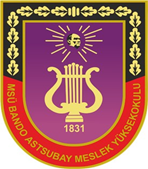 MSÜ BANDO ASTSUBAY MESLEK YÜKSEKOKULU
1831